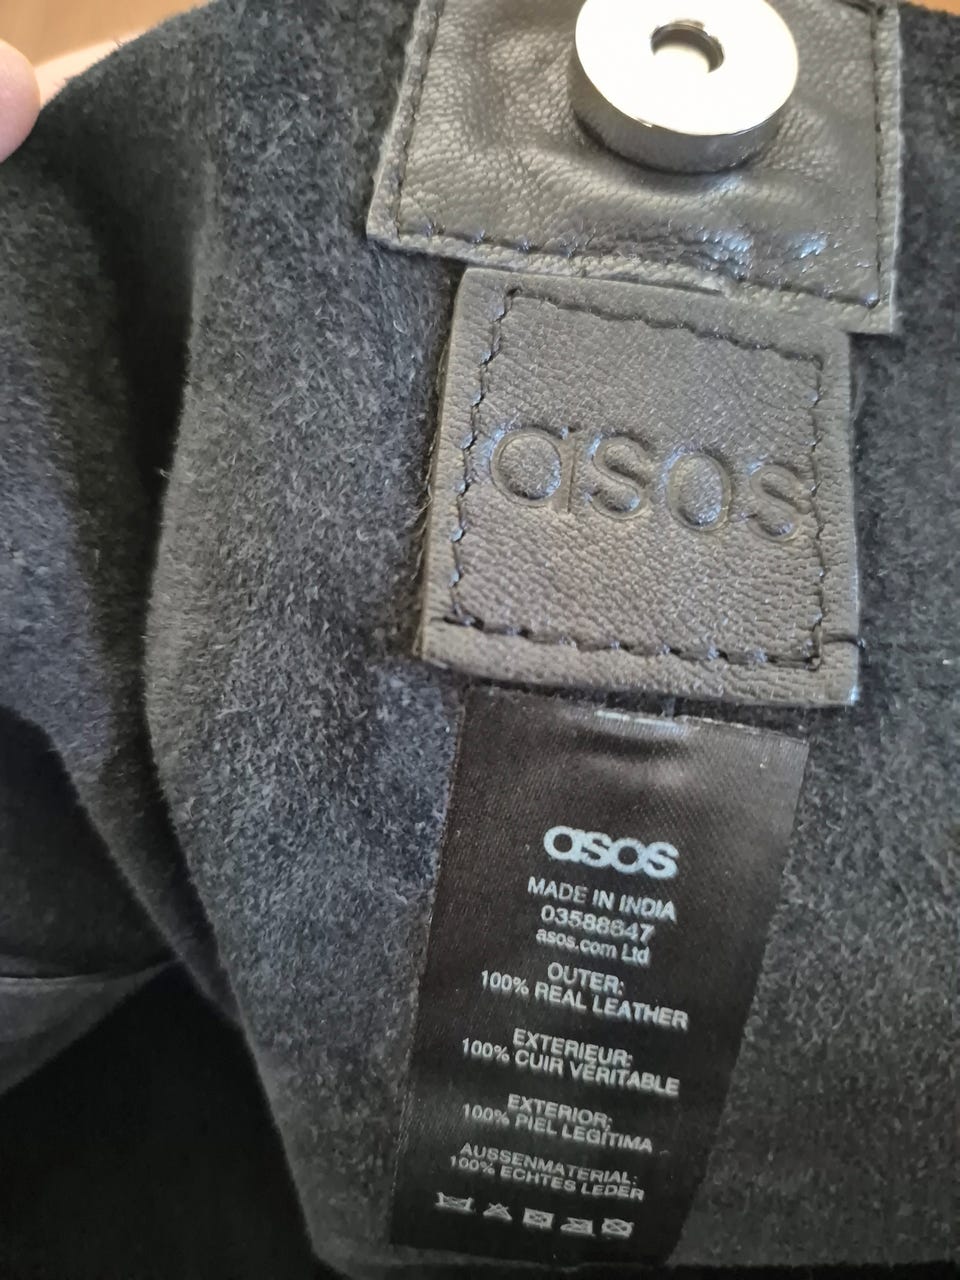 asos
asos
MADE IN INDIA
03588847
asos.com Ltd
OUTER:
100% REAL LEATHER
EXTERIEUR:
100% CUIR VÉRITABLE
EXTERIOR:
100% PIEL LEGÍTIMA
AUSSENMATERIAL:
100% ECHTES LEDER